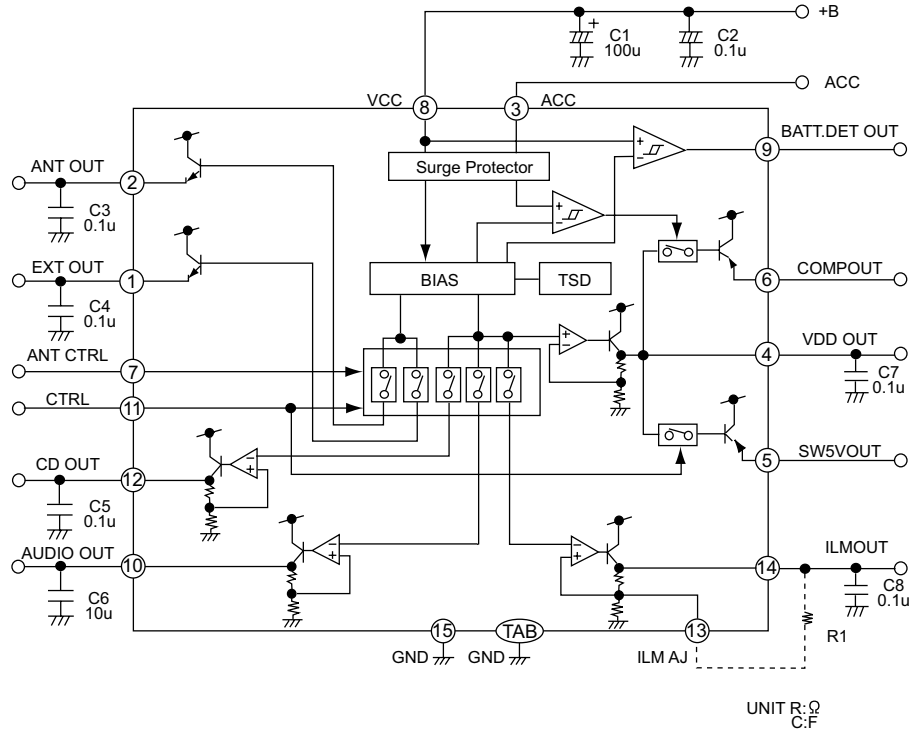 +B
+
C1
100u
C2
0.1u
ACC
VCC
8
3
ACC
BATT.DET OUT
9
+
−
Surge Protector
ANT OUT
2
C3
0.1u
+
−
EXT OUT
1
BIAS
TSD
6
COMPOUT
C4
0.1u
ANT CTRL
7
+
−
4
VDD OUT
C7
0.1u
CTRL
11
CD OUT
12
−
+
5
SW5VOUT
C5
0.1u
AUDIO OUT
10
−
+
−
+
14
ILMOUT
C6
10u
C8
0.1u
R1
15
TAB
13
GND
GND
ILM AJ
UNIT R:Ω
C:F